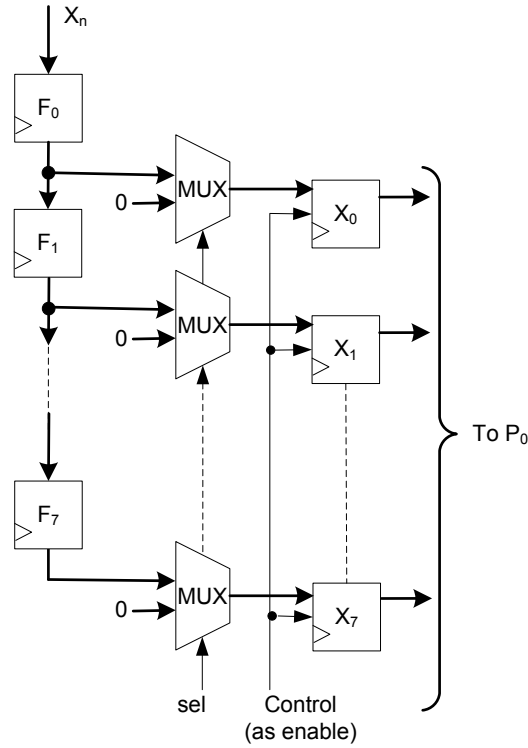 Xn
F0
MUX
0
X0
F1
MUX
0
X1
To P0
F7
MUX
0
X7
sel
Control
(as enable)